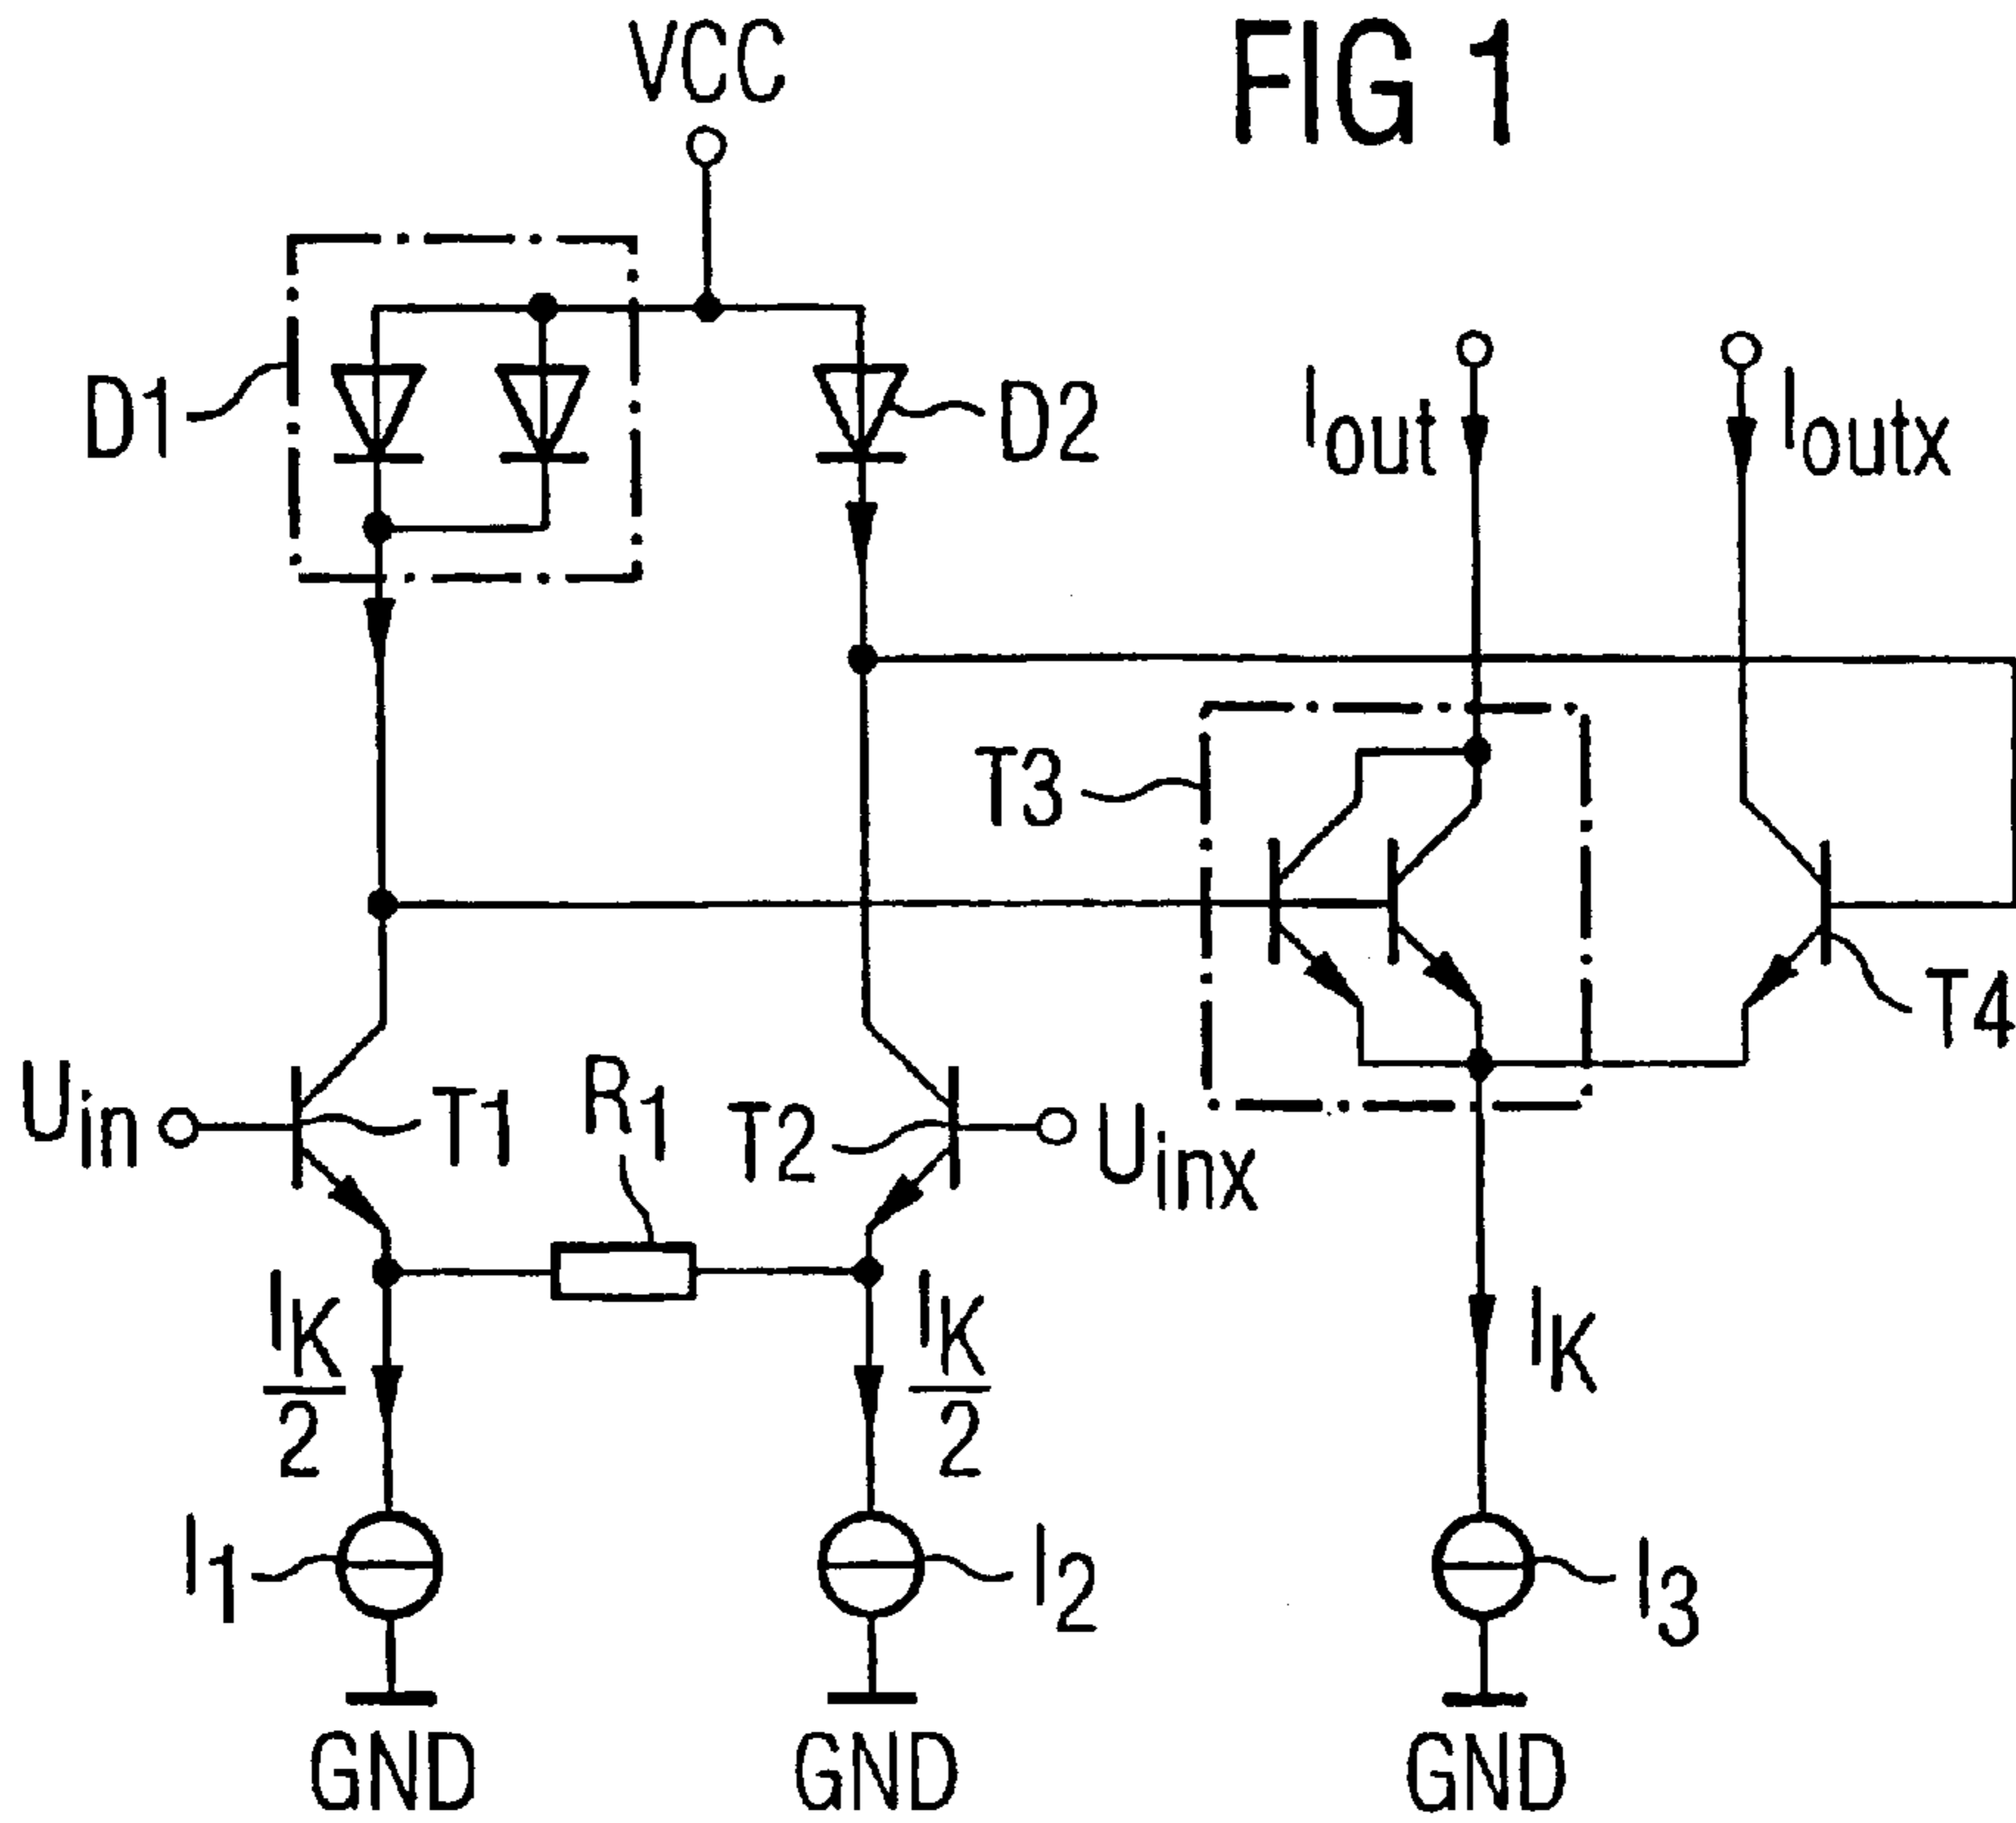 VCC
FIG 1
D1
D2
Iout
Ioutx
T3
T4
Uin
T1
R1
T2
Uinx
IK
2
IK
2
IK
I1
I2
I3
GND
GND
GND